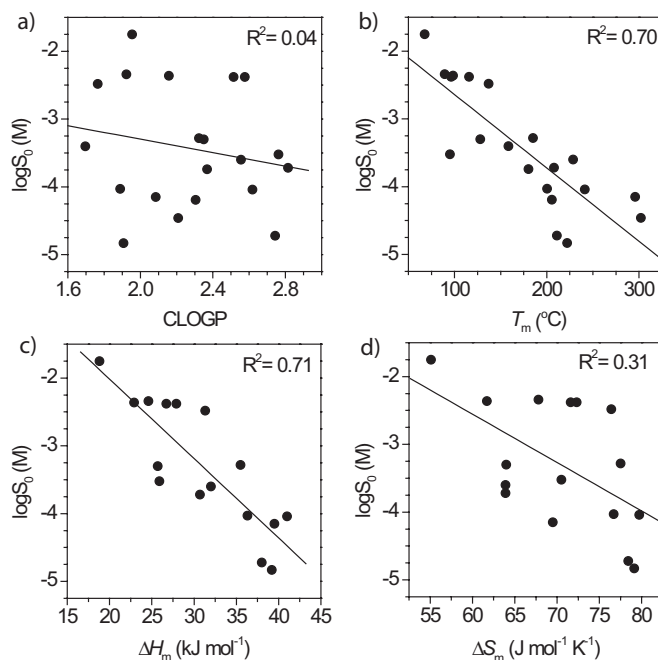 a)
R²= 0.04
-2
-3
-4
-5
logS₀ (M)
1.6 2.0 2.4 2.8
CLOGP
b)
R²= 0.70
-2
-3
-4
-5
logS₀ (M)
100 200 300
Tₘ (°C)
c)
R²= 0.71
-2
-3
-4
-5
logS₀ (M)
15 20 25 30 35 40 45
ΔHₘ (kJ mol⁻¹)
d)
R²= 0.31
-2
-3
-4
-5
logS₀ (M)
50 55 60 65 70 75 80
ΔSₘ (J mol⁻¹ K⁻¹)